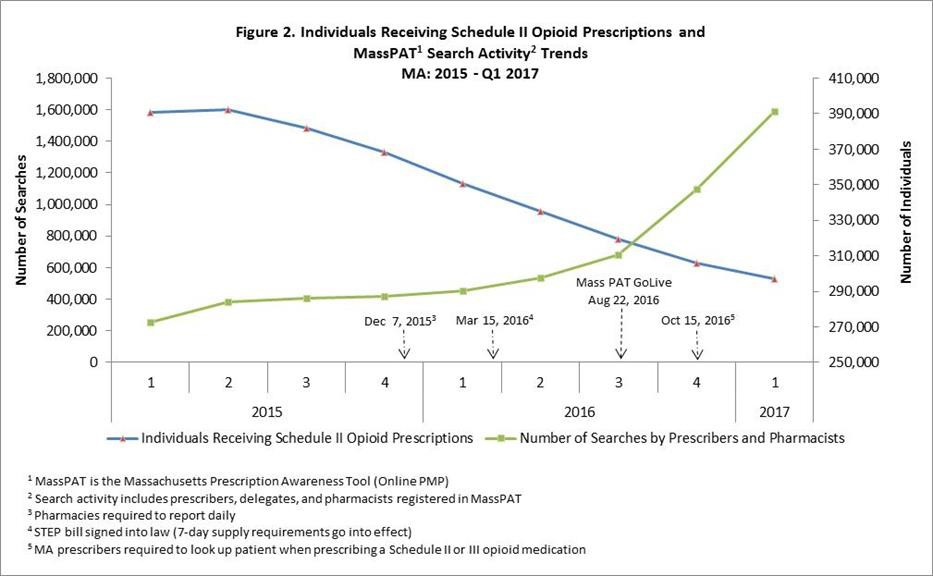 Figure 2. Individuals Receiving Schedule II Opioid Prescriptions and
MassPAT¹ Search Activity² Trends
MA: 2015 - Q1 2017
1,800,000
1,600,000
1,400,000
1,200,000
1,000,000
800,000
600,000
400,000
200,000
0
Number of Searches
410,000
390,000
370,000
350,000
330,000
310,000
290,000
270,000
250,000
Number of Individuals
Mass PAT GoLive
Aug 22, 2016
Dec 7, 2015³
Mar 15, 2016⁴
Oct 15, 2016⁵
1 2 3 4 1 2 3 4 1
2015 2016 2017
Individuals Receiving Schedule II Opioid Prescriptions Number of Searches by Prescribers and Pharmacists
¹ MassPAT is the Massachusetts Prescription Awareness Tool (Online PMP)
² Search activity includes prescribers, delegates, and pharmacists registered in MassPAT
³ Pharmacies required to report daily
⁴ STEP bill signed into law (7-day supply requirements go into effect)
⁵ MA prescribers required to look up patient when prescribing a Schedule II or III opioid medication